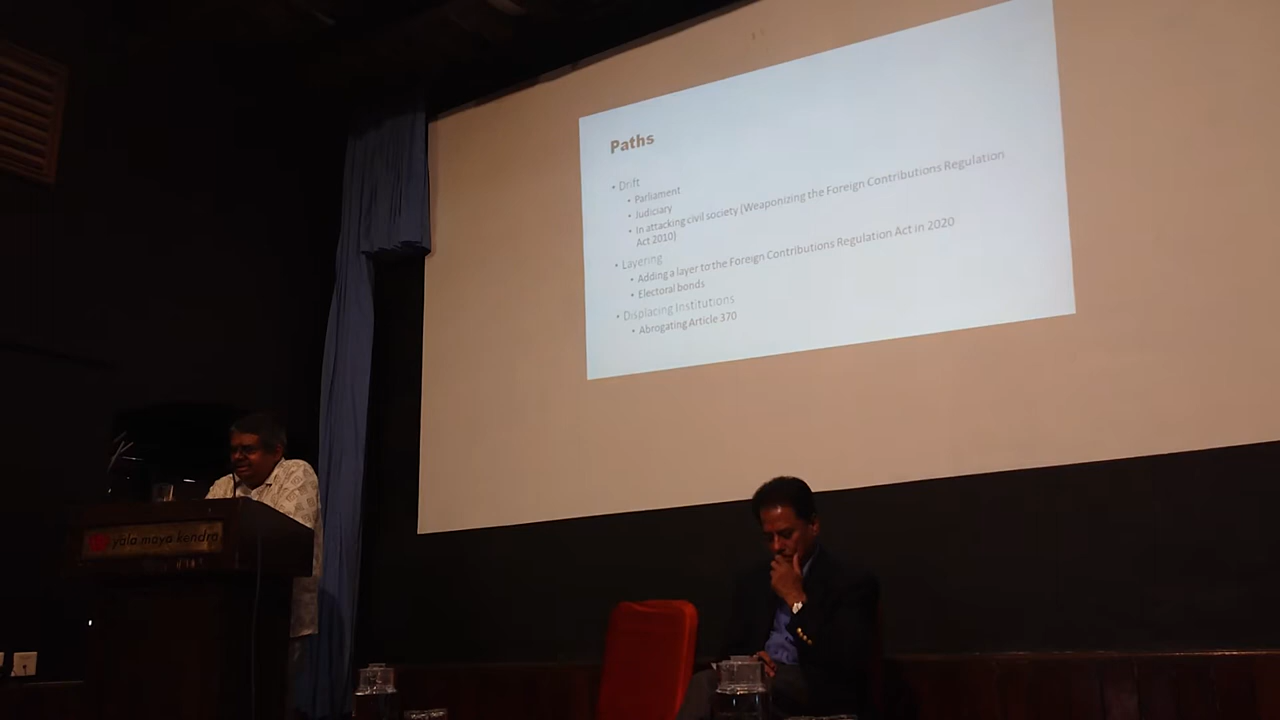 Paths
• Drift
• Parliament
• Judiciary
• In attacking civil society (Weaponizing the Foreign Contributions Regulation
Act 2010)
• Layering
• Adding a layer to the Foreign Contributions Regulation Act in 2020
• Electoral bonds
• Displacing Institutions
• Abrogating Article 370
yala maya kendra